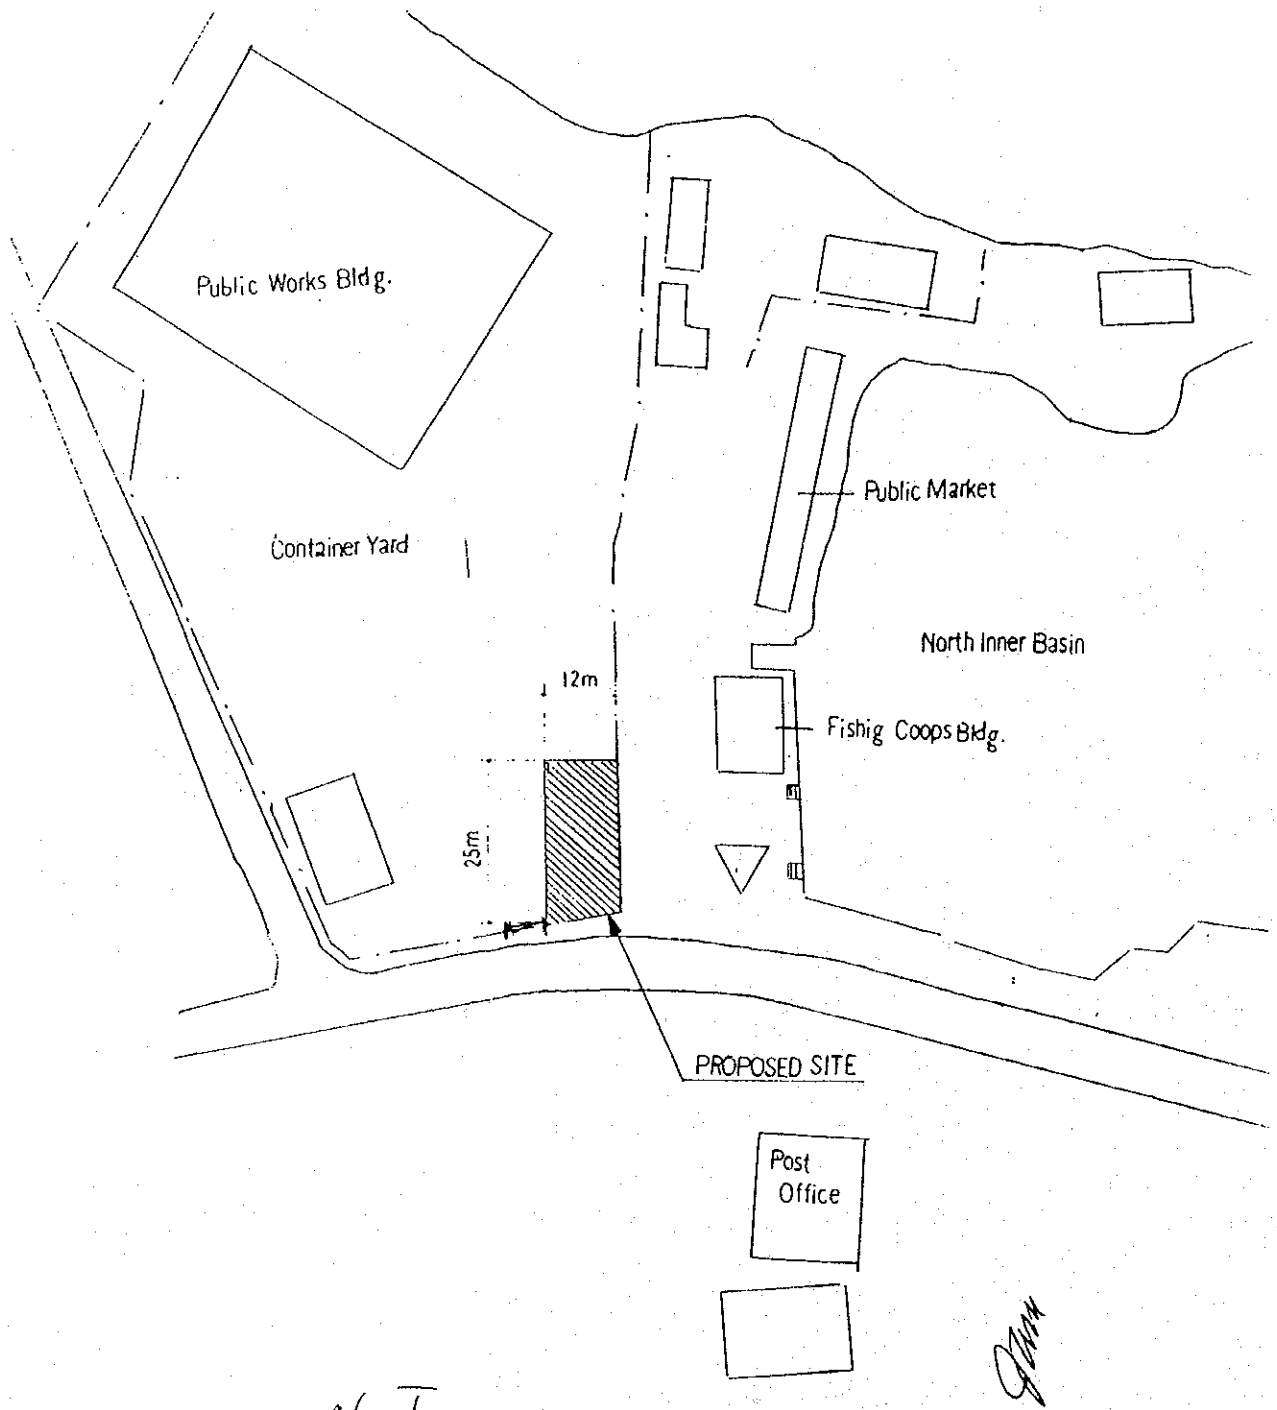 Public Works Bldg.
Public Market
Container Yard
North Inner Basin
12m
Fishig Coops Bldg.
25m
PROPOSED SITE
Post
Office